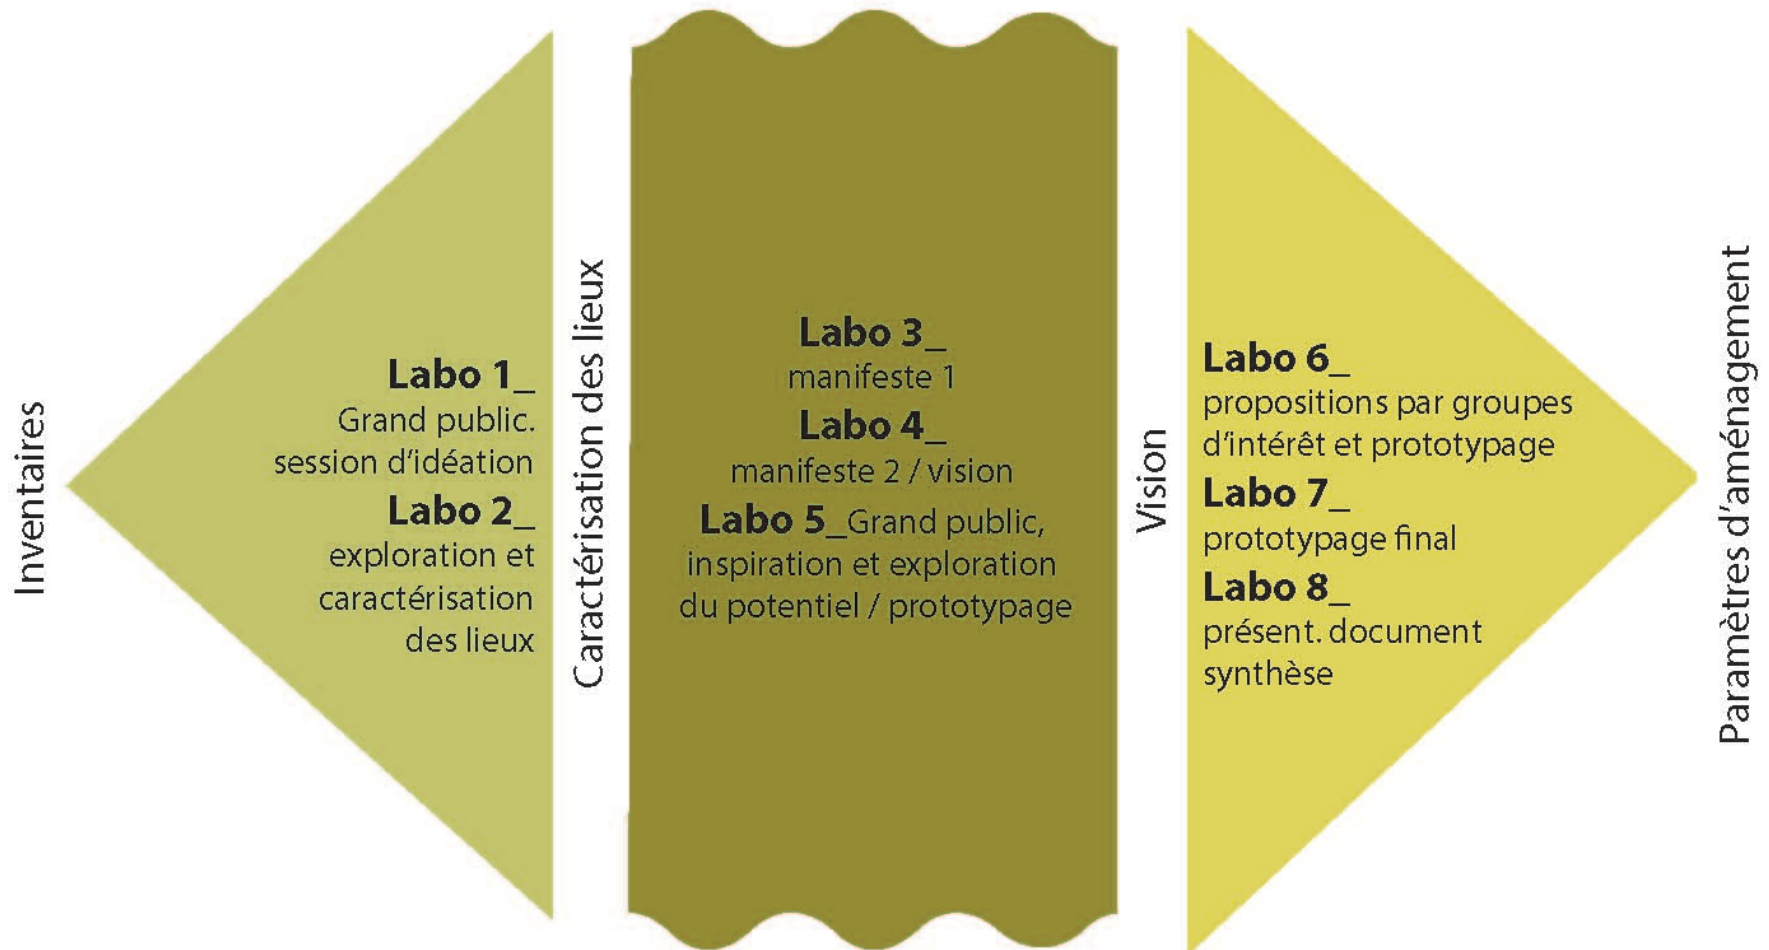 Inventaires
Labo 1_
Grand public.
session d'idéation
Labo 2_
exploration et
caractérisation
des lieux
Caractérisation des lieux
Labo 3_
manifeste 1
Labo 4_
manifeste 2 / vision
Labo 5_Grand public,
inspiration et exploration
du potentiel / prototypage
Vision
Labo 6_
propositions par groupes
d'intérêt et prototypage
Labo 7_
prototypage final
Labo 8_
présent. document
synthèse
Paramètres d'aménagement